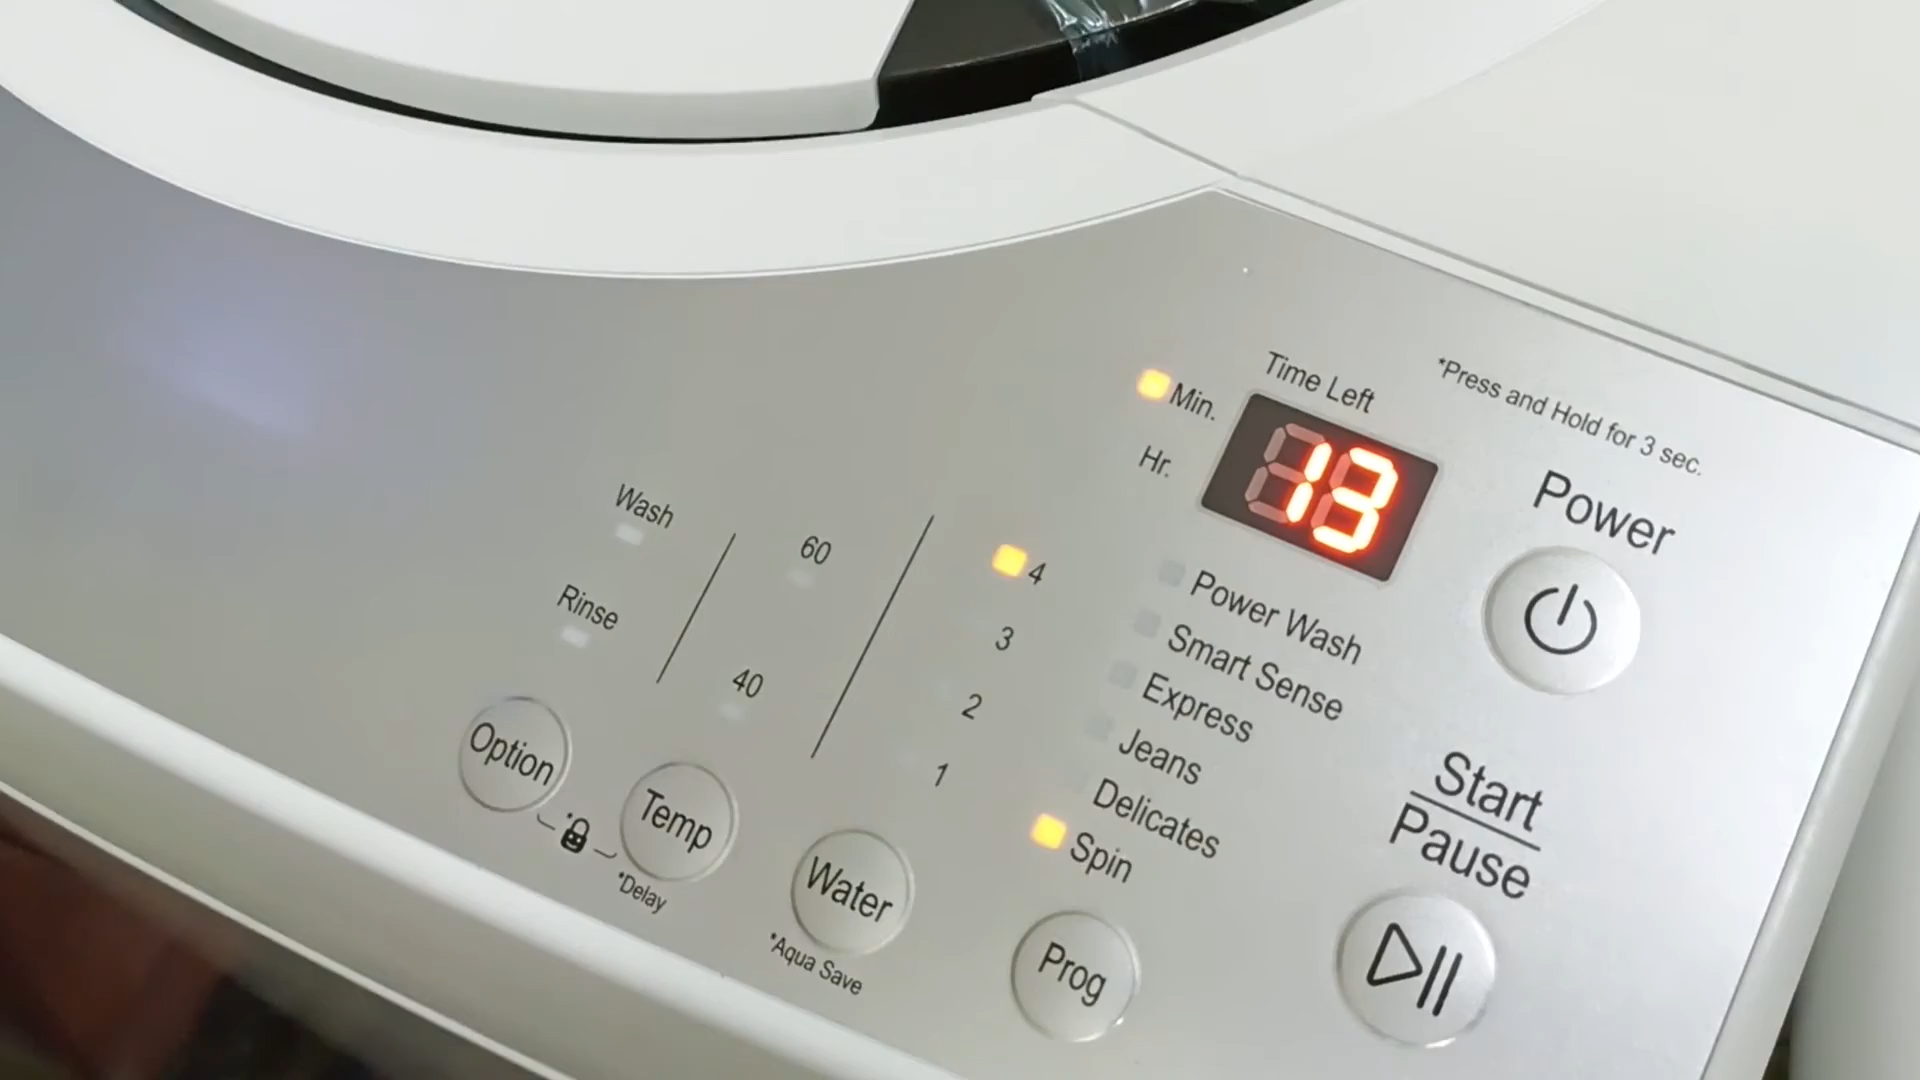 Time Left
*Press and Hold for 3 sec.
Min.
Hr.
13
Power
Wash
Rinse
60
40
4
3
2
1
Power Wash
Smart Sense
Express
Jeans
Delicates
Spin
Start
Pause
Option
Temp
*Delay
Water
*Aqua Save
Prog